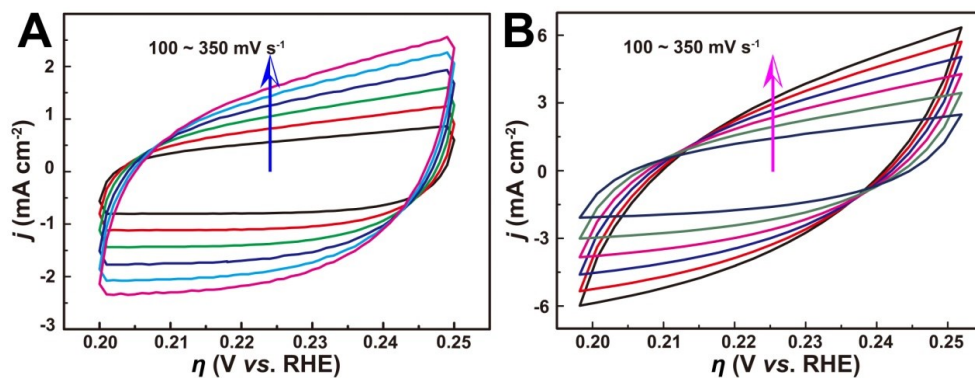 A
100 ~ 350 mV s⁻¹
j (mA cm⁻²)
2
1
0
-1
-2
-3
0.20 0.21 0.22 0.23 0.24 0.25
η (V vs. RHE)
B
100 ~ 350 mV s⁻¹
j (mA cm⁻²)
6
3
0
-3
-6
0.20 0.21 0.22 0.23 0.24 0.25
η (V vs. RHE)